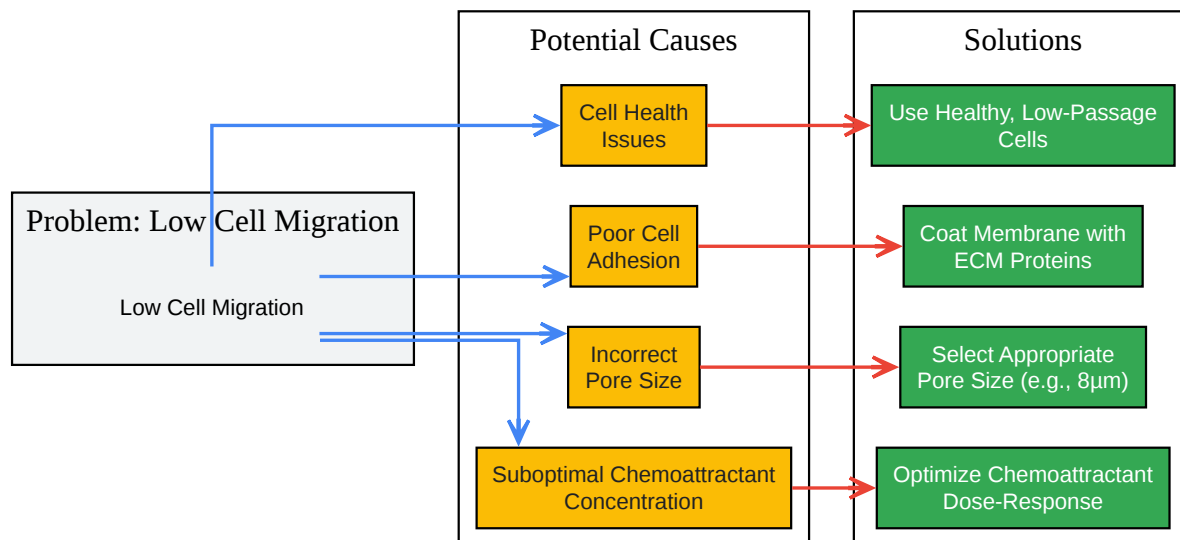 Problem: Low Cell Migration
Low Cell Migration
Potential Causes
Cell Health
Issues
Poor Cell
Adhesion
Incorrect
Pore Size
Suboptimal Chemoattractant
Concentration
Solutions
Use Healthy, Low-Passage
Cells
Coat Membrane with
ECM Proteins
Select Appropriate
Pore Size (e.g., 8μm)
Optimize Chemoattractant
Dose-Response